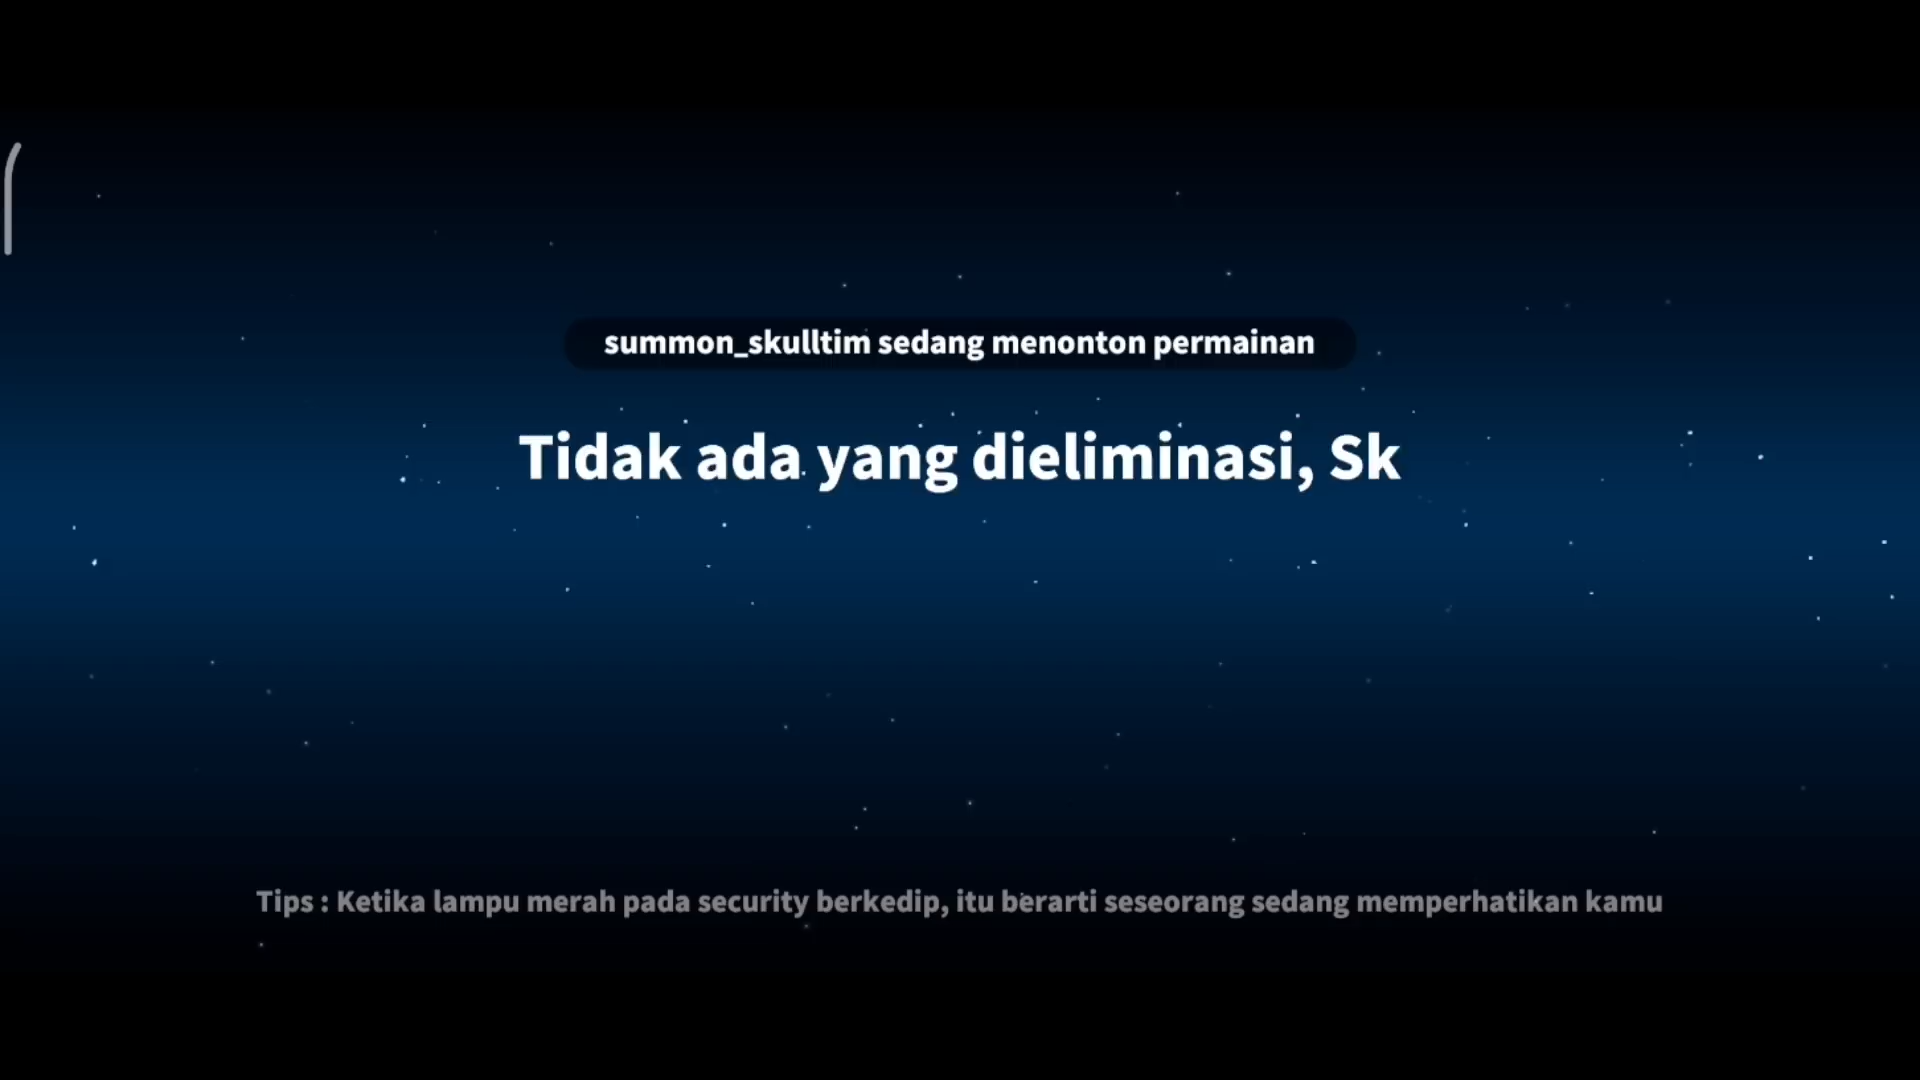 summon_skulltim sedang menonton permainan
Tidak ada yang dieliminasi, Sk
Tips : Ketika lampu merah pada security berkedip, itu berarti seseorang sedang memperhatikan kamu